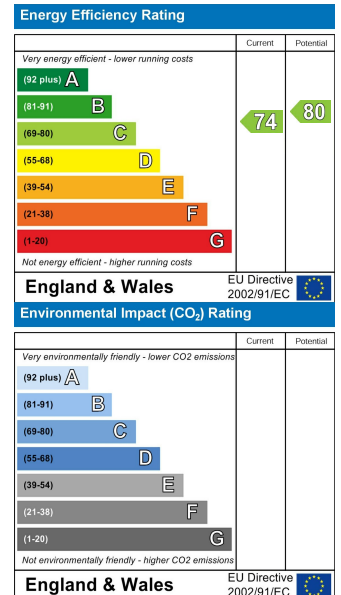 Energy Efficiency Rating
Current Potential
Very energy efficient - lower running costs
(92 plus) A
(81-91) B
(69-80) C
(55-68) D
(39-54) E
(21-38) F
(1-20) G
74 80
Not energy efficient - higher running costs
England & Wales
EU Directive
2002/91/EC
Environmental Impact (CO₂) Rating
Current Potential
Very environmentally friendly - lower CO2 emissions
(92 plus) A
(81-91) B
(69-80) C
(55-68) D
(39-54) E
(21-38) F
(1-20) G
Not environmentally friendly - higher CO2 emissions
England & Wales
EU Directive
2002/91/EC